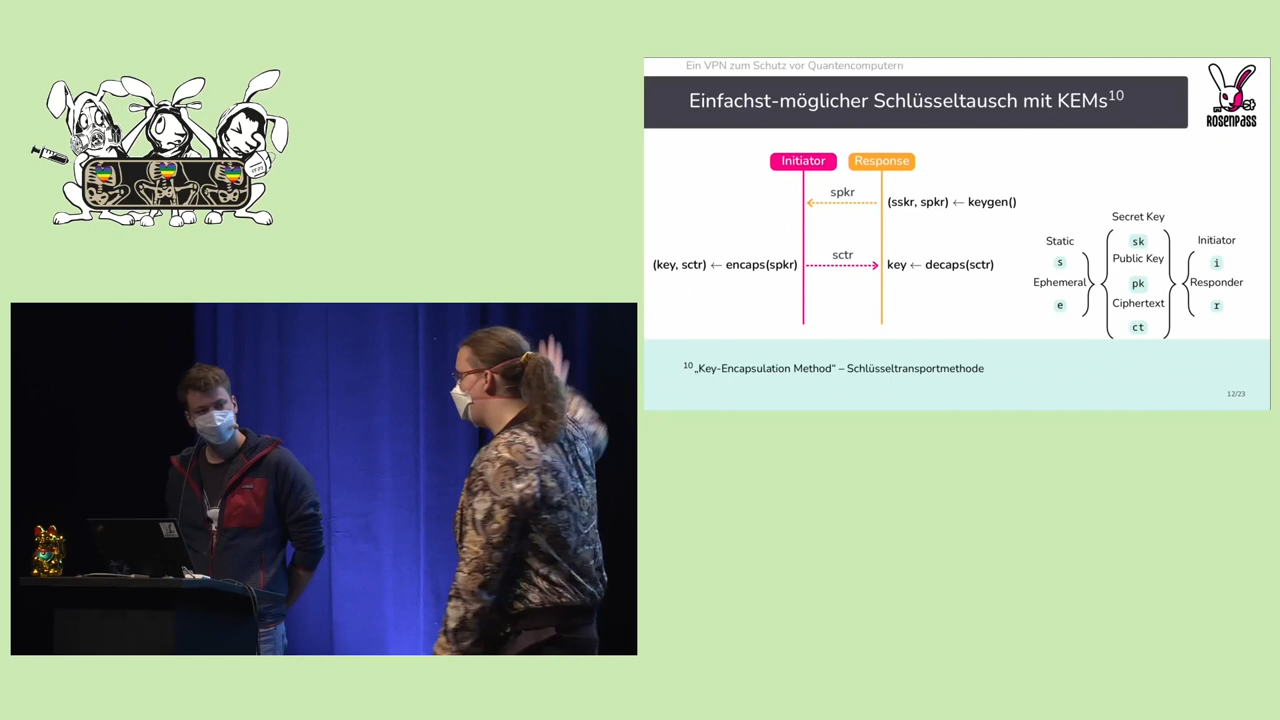 Ein VPN zum Schutz vor Quantencomputern
Einfachst-möglicher Schlüsseltausch mit KEMs10
ROSENPASS
Initiator
Response
spkr
(sskr, spkr) ← keygen()
sctr
(key, sctr) ← encaps(spkr)
key ← decaps(sctr)
Static
s
Ephemeral
e
Secret Key
sk
Public Key
pk
Ciphertext
ct
Initiator
i
Responder
r
10 „Key-Encapsulation Method“ – Schlüsseltransportmethode
12/23